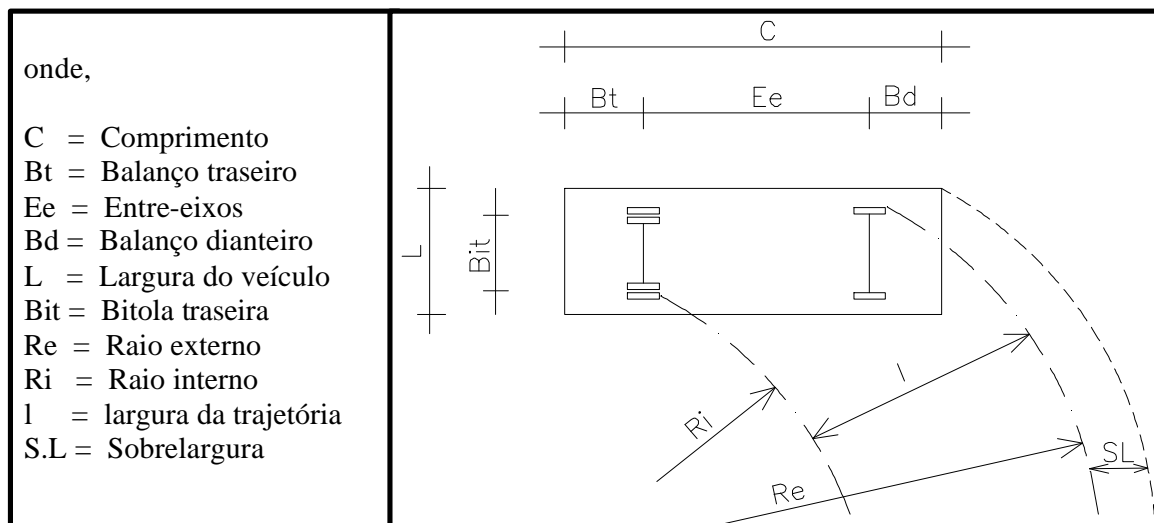 onde,
C = Comprimento
Bt = Balanço traseiro
Ee = Entre-eixos
Bd = Balanço dianteiro
L = Largura do veículo
Bit = Bitola traseira
Re = Raio externo
Ri = Raio interno
l = largura da trajetória
S.L = Sobrelargura
C
Bt
Ee
Bd
L
Bit
Ri
l
Re
SL